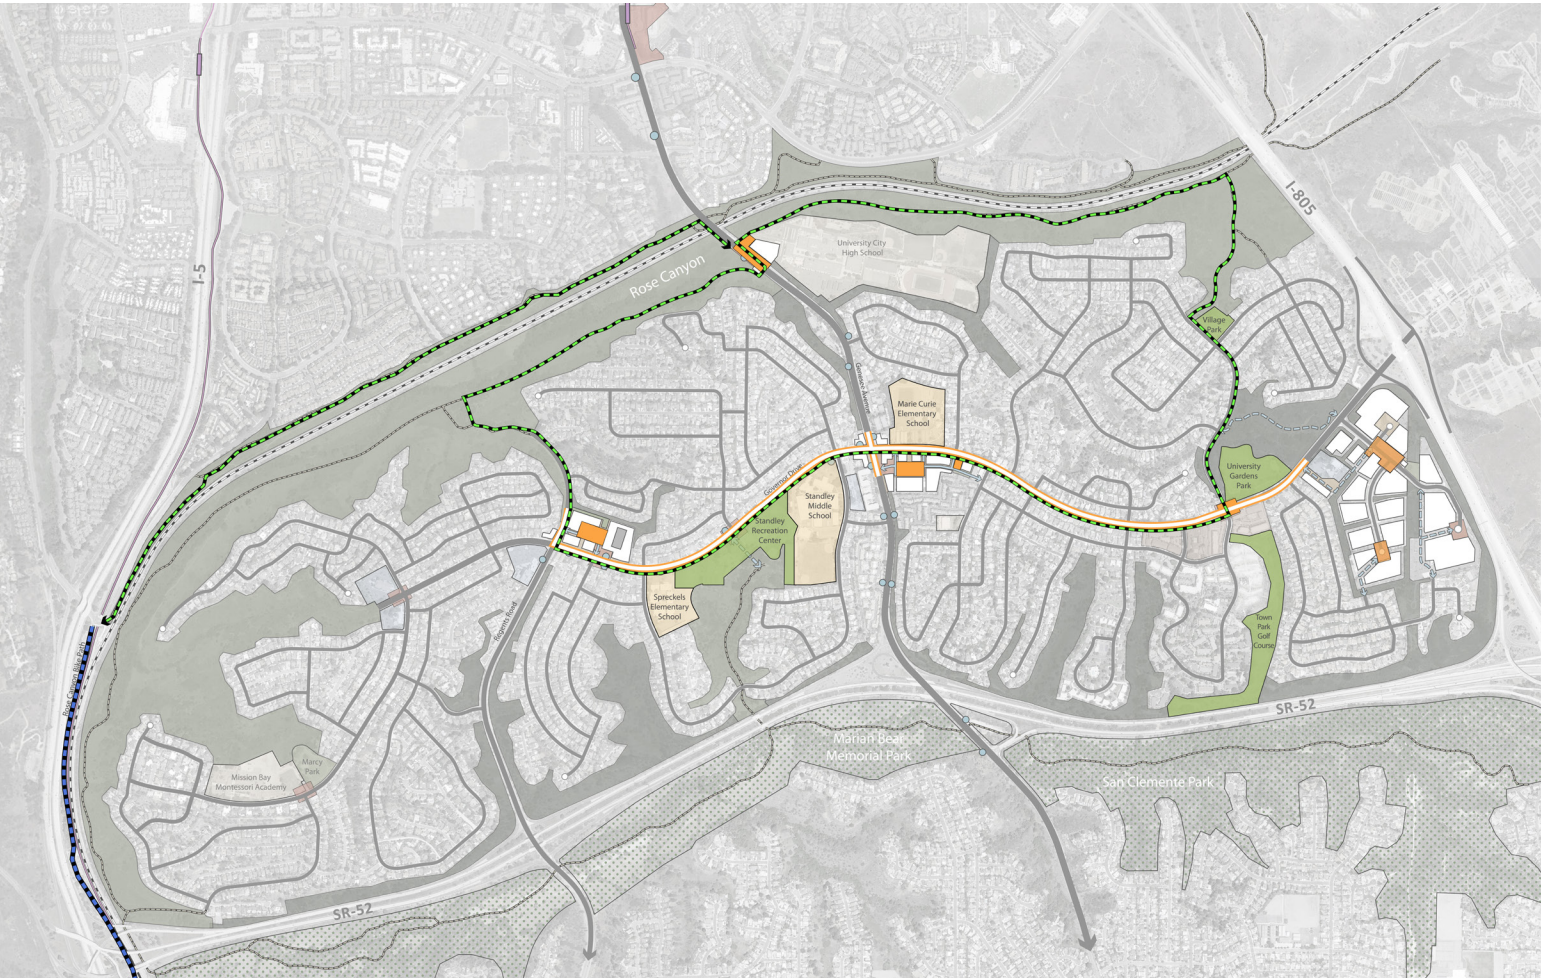 I-805
University City
High School
I-5
Rose Canyon
Village
Park
Genesee Avenue
Marie Curie
Elementary
School
Governor Drive
University
Gardens
Park
Standley
Middle
School
Standley
Recreation
Center
Spreckels
Elementary
School
Regents Road
Town
Park
Golf
Course
Rose Canyon Bike Path
SR-52
Marian Bear
Memorial Park
Marcy
Park
Mission Bay
Montessori Academy
San Clemente Park
SR-52